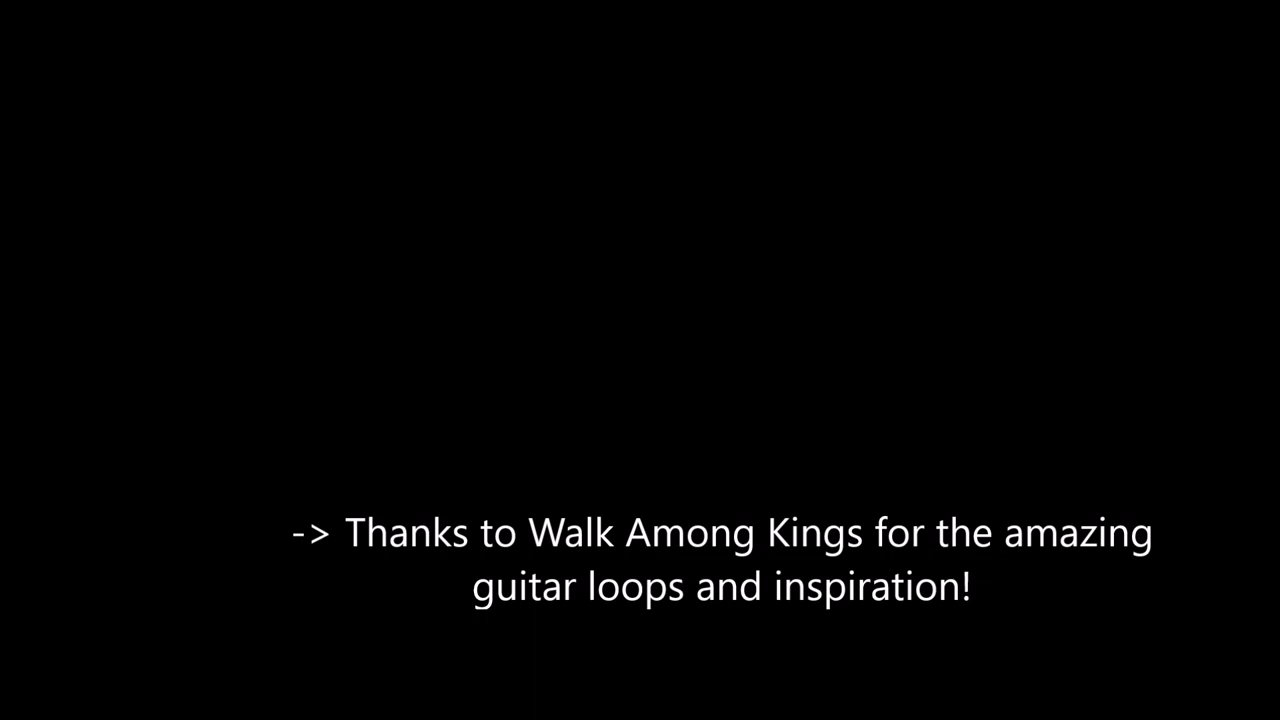 -> Thanks to Walk Among Kings for the amazing
guitar loops and inspiration!